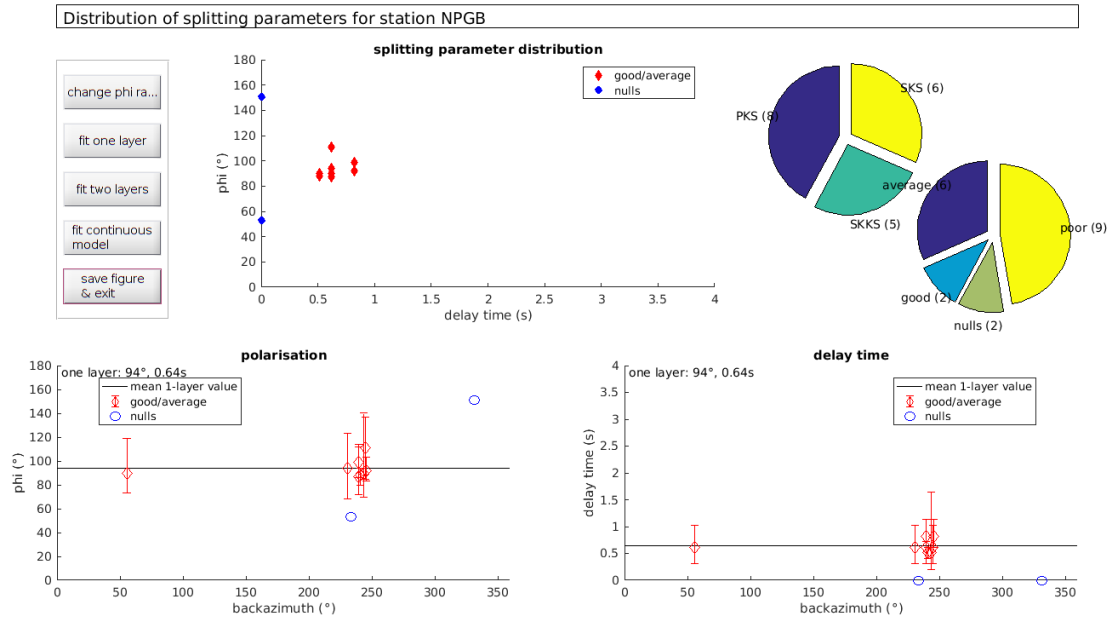 Distribution of splitting parameters for station NPGB
change phi ra...
fit one layer
fit two layers
fit continuous
model
save figure
& exit
splitting parameter distribution
good/average
nulls
phi (°)
180
160
140
120
100
80
60
40
20
0
0
0.5
1
1.5
2
2.5
3
3.5
4
delay time (s)
PKS (8)
SKS (6)
SKKS (5)
average (6)
poor (9)
good (2)
nulls (2)
polarisation
one layer: 94°, 0.64s
mean 1-layer value
good/average
nulls
phi (°)
180
160
140
120
100
80
60
40
20
0
0
50
100
150
200
250
300
350
backazimuth (°)
delay time
one layer: 94°, 0.64s
mean 1-layer value
good/average
nulls
delay time (s)
4
3.5
3
2.5
2
1.5
1
0.5
0
0
50
100
150
200
250
300
350
backazimuth (°)